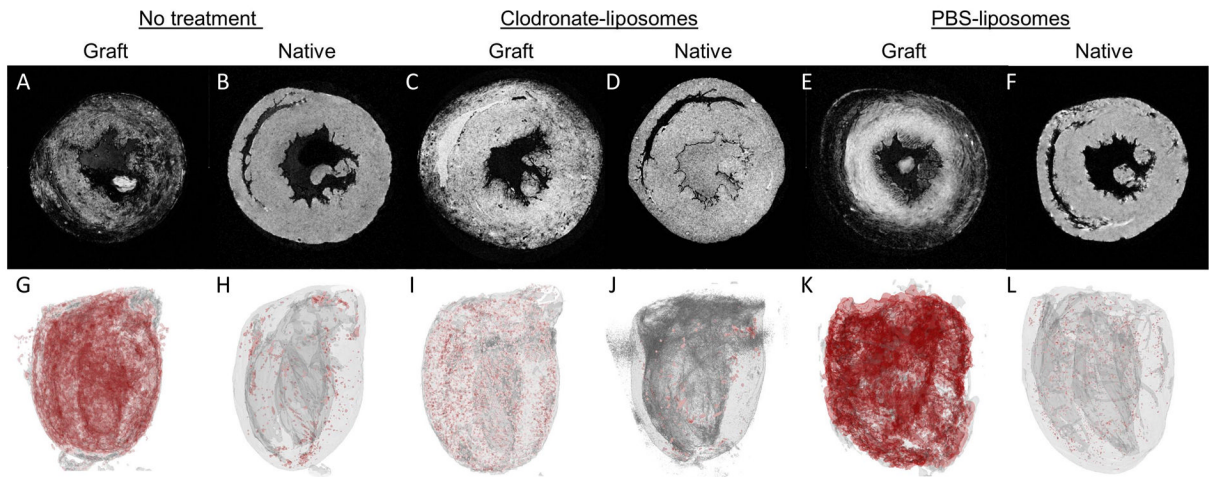 No treatment Clodronate-liposomes PBS-liposomes
Graft Native Graft Native Graft Native
A B C D E F
G H I J K L